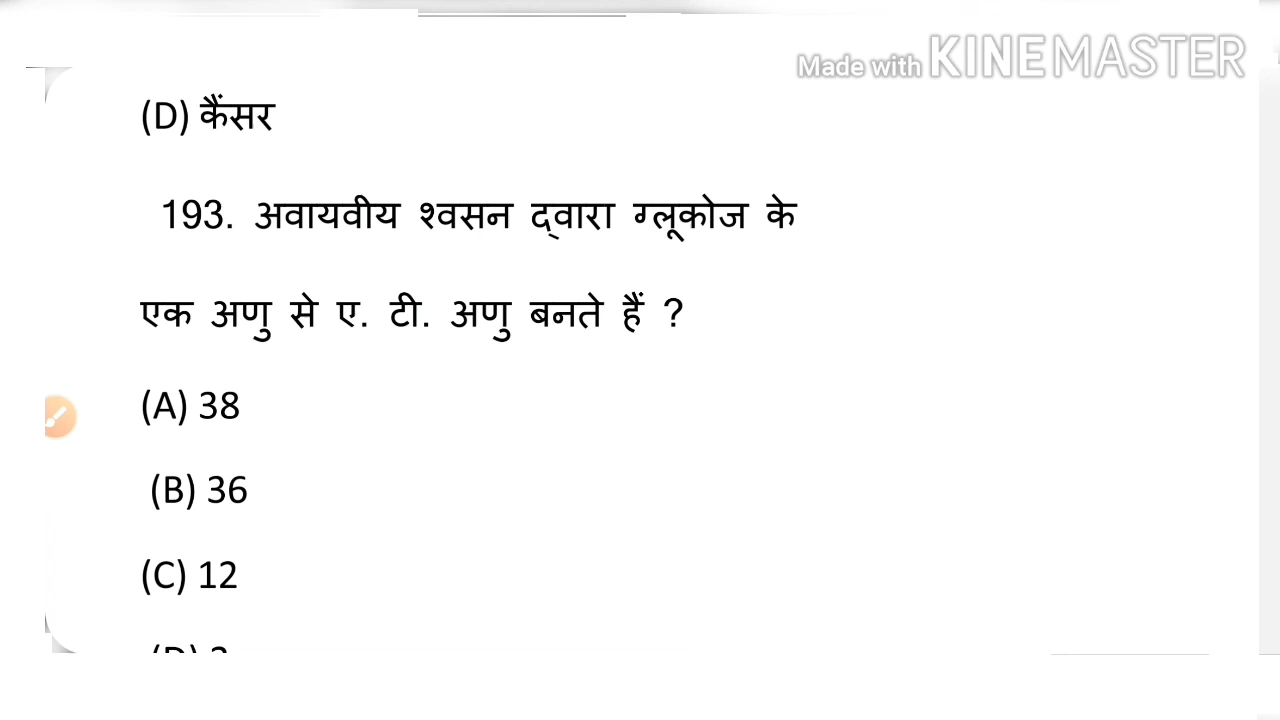 Made with KINEMASTER
(D) कैंसर
193. अवायवीय श्वसन द्वारा ग्लूकोज के
एक अणु से ए. टी. अणु बनते हैं ?
(A) 38
(B) 36
(C) 12